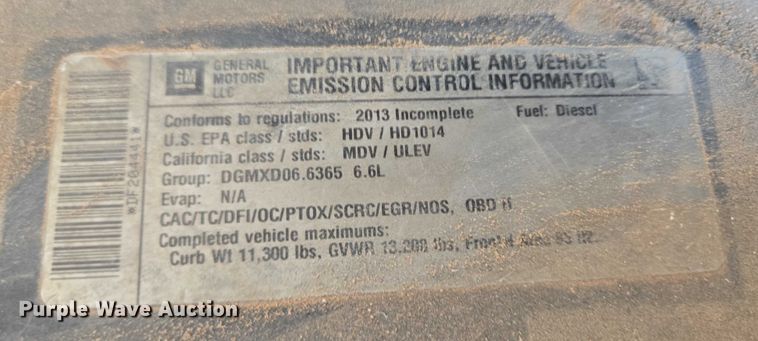 GM
GENERAL MOTORS LLC
IMPORTANT ENGINE AND VEHICLE
EMISSION CONTROL INFORMATION
Conforms to regulations: 2013 Incomplete Fuel: Diesel
U.S. EPA class / stds: HDV / HD1014
California class / stds: MDV / ULEV
Group: DGMXD06.6365 6.6L
Evap: N/A
CAC/TC/DFI/OC/PTOX/SCRC/EGR/NOS, OBD II
Completed vehicle maximums:
Curb Wt 11,300 lbs, GVWR lbs,
*DF204441*
Purple Wave Auction